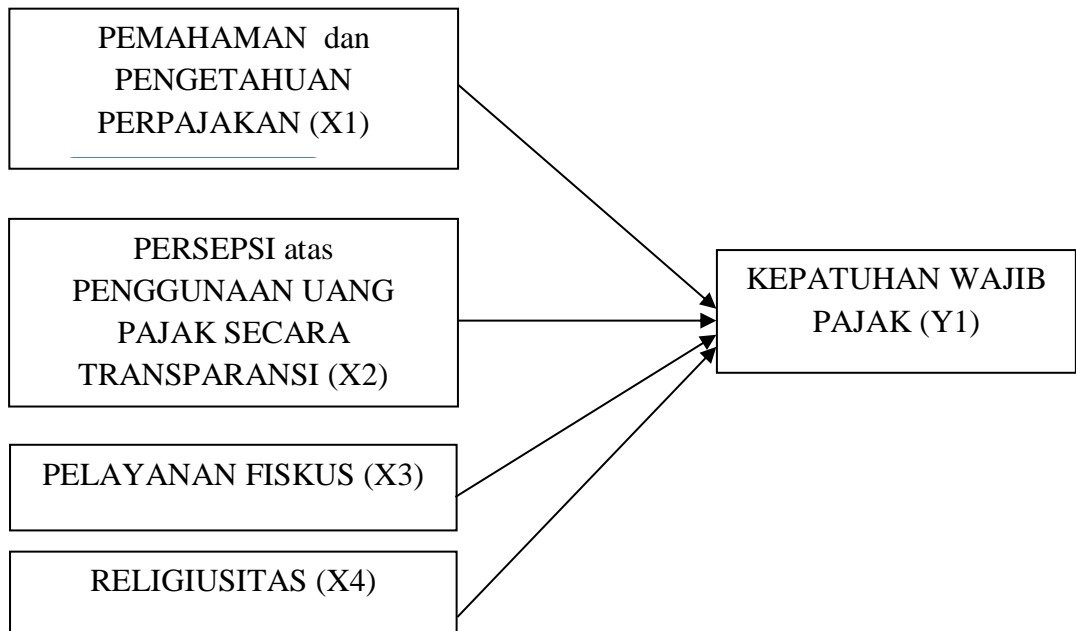 PEMAHAMAN dan
PENGETAHUAN
PERPAJAKAN (X1)
PERSEPSI atas
PENGGUNAAN UANG
PAJAK SECARA
TRANSPARANSI (X2)
PELAYANAN FISKUS (X3)
RELIGIUSITAS (X4)
KEPATUHAN WAJIB
PAJAK (Y1)